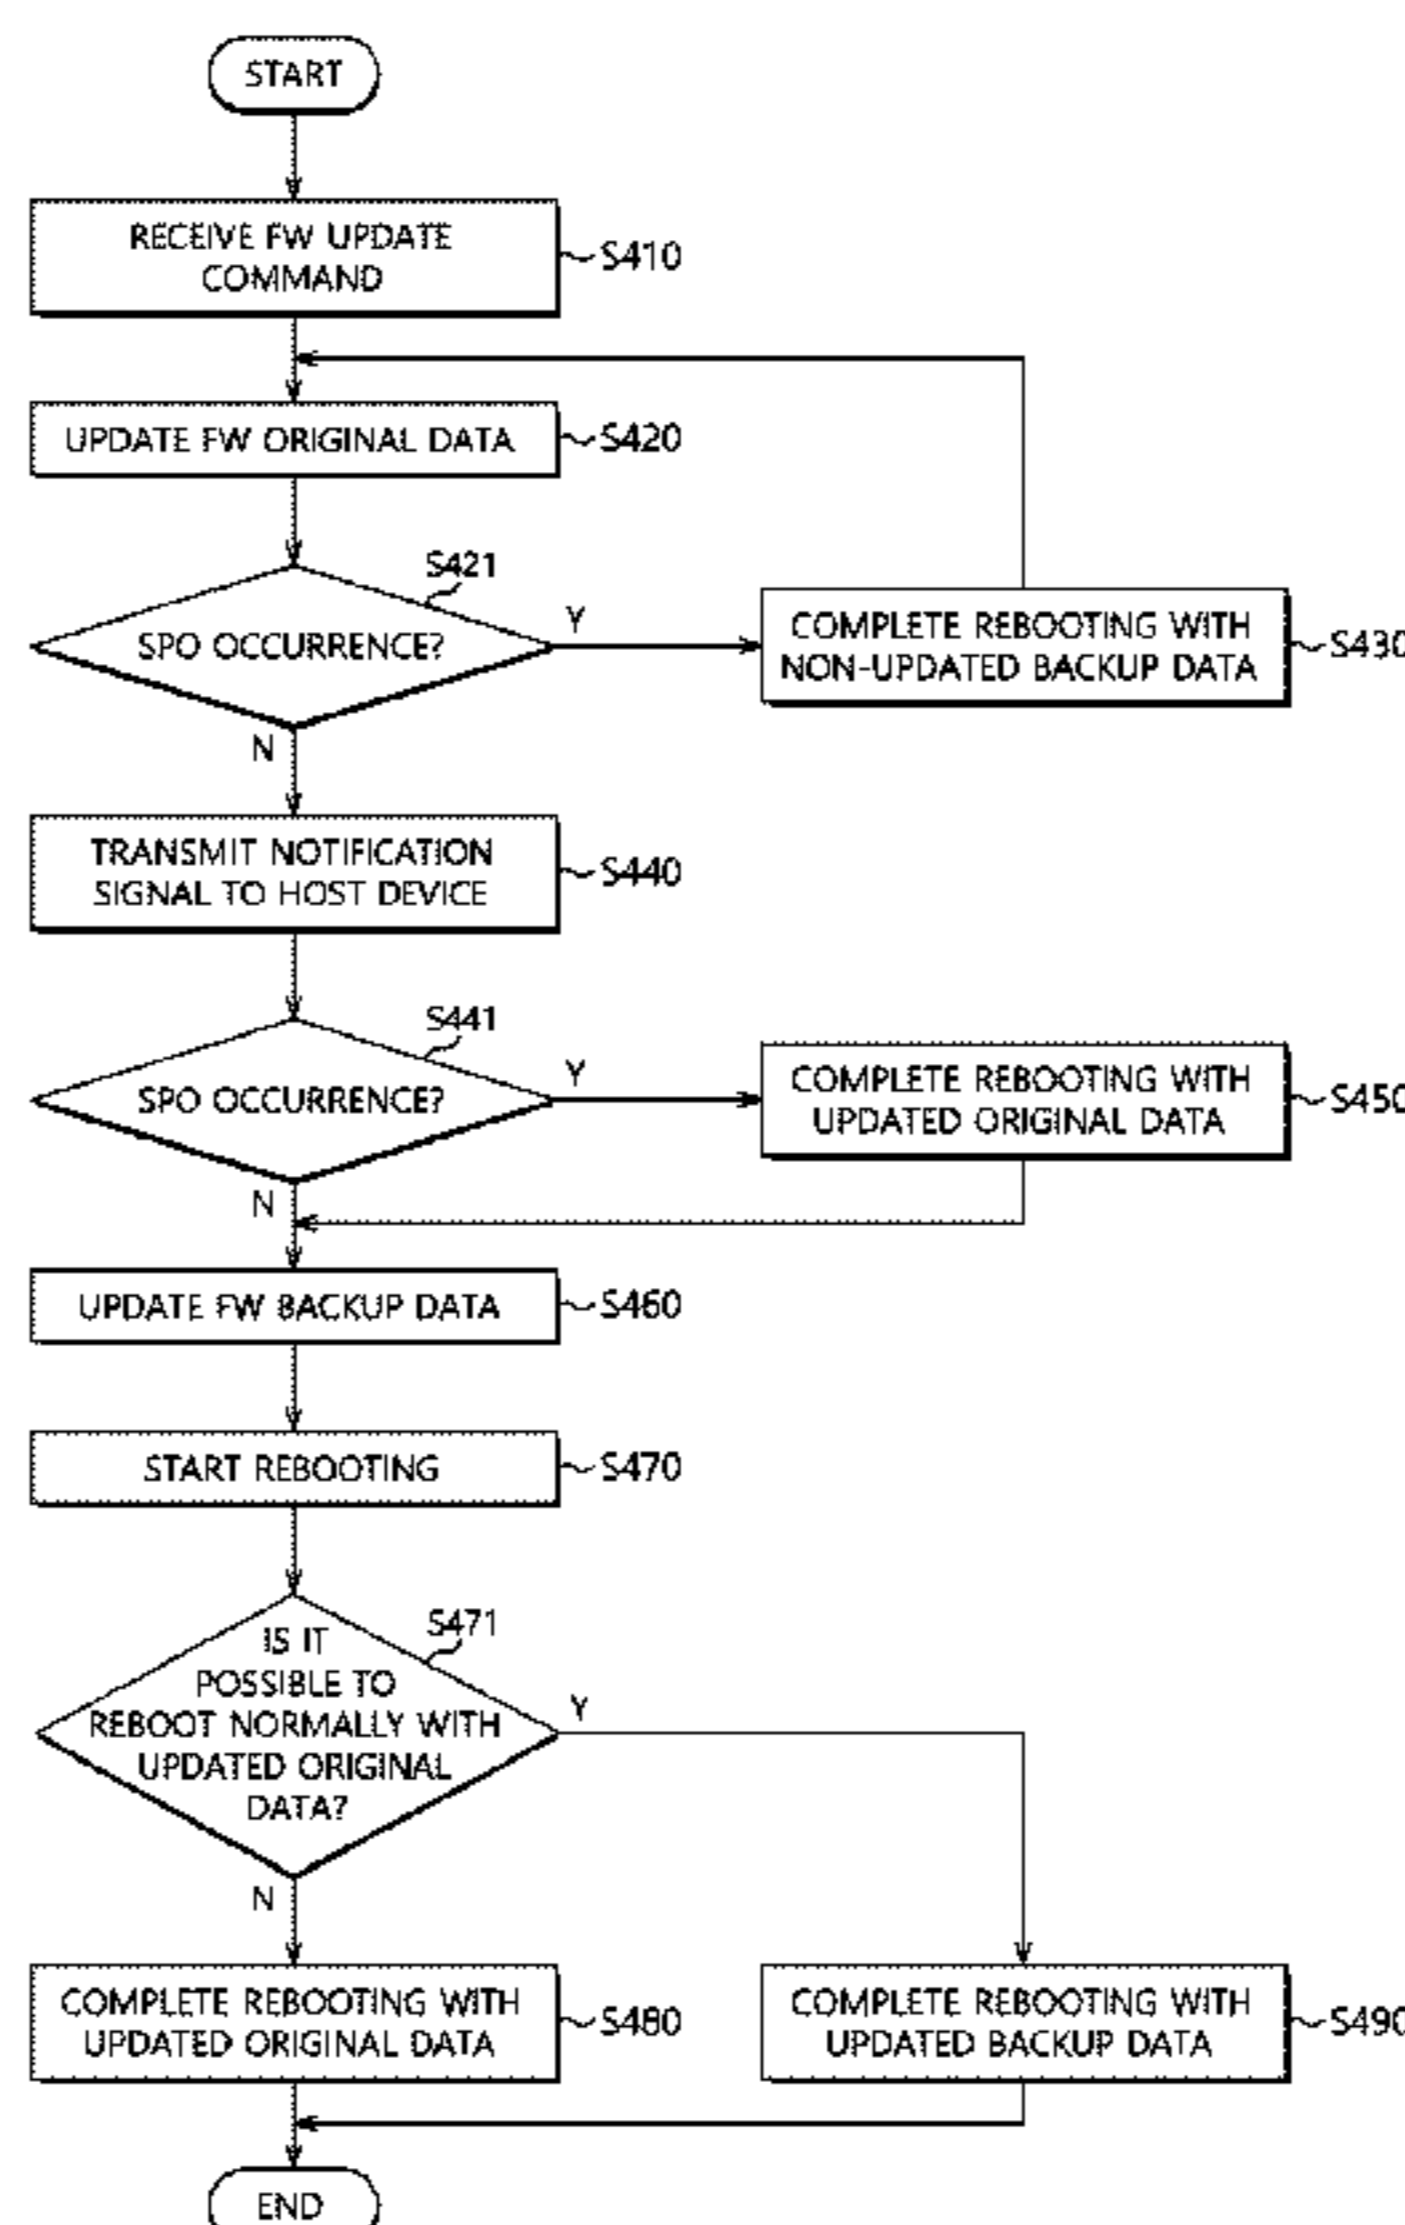 START
RECEIVE FW UPDATE
COMMAND
S410
UPDATE FW ORIGINAL DATA
S420
S421
SPO OCCURRENCE?
Y
COMPLETE REBOOTING WITH
NON-UPDATED BACKUP DATA
S430
N
TRANSMIT NOTIFICATION
SIGNAL TO HOST DEVICE
S440
S441
SPO OCCURRENCE?
Y
COMPLETE REBOOTING WITH
UPDATED ORIGINAL DATA
S450
N
UPDATE FW BACKUP DATA
S460
START REBOOTING
S470
S471
IS IT
POSSIBLE TO
REBOOT NORMALLY WITH
UPDATED ORIGINAL
DATA?
Y
N
COMPLETE REBOOTING WITH
UPDATED ORIGINAL DATA
S480
COMPLETE REBOOTING WITH
UPDATED BACKUP DATA
S490
END